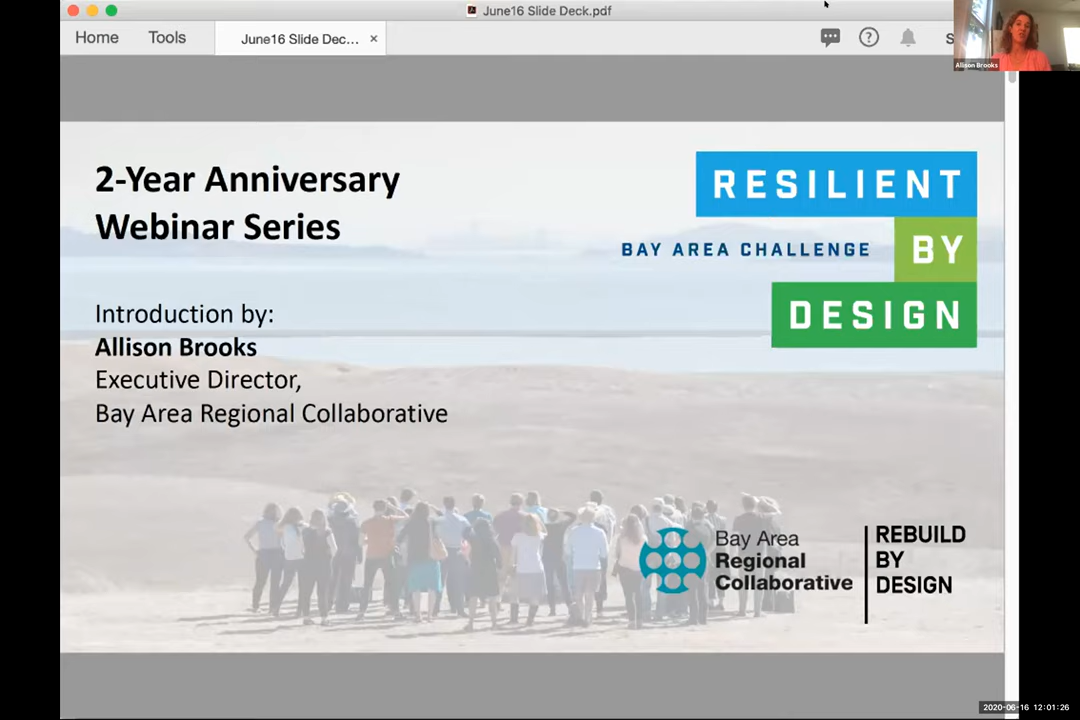 June16 Slide Deck.pdf
Home
Tools
June16 Slide Dec...
×
?
S
Allison Brooks
2-Year Anniversary
Webinar Series
RESILIENT
BAY AREA CHALLENGE
BY
DESIGN
Introduction by:
Allison Brooks
Executive Director,
Bay Area Regional Collaborative
Bay Area
Regional
Collaborative
REBUILD
BY
DESIGN
2020-06-16 12:01:26